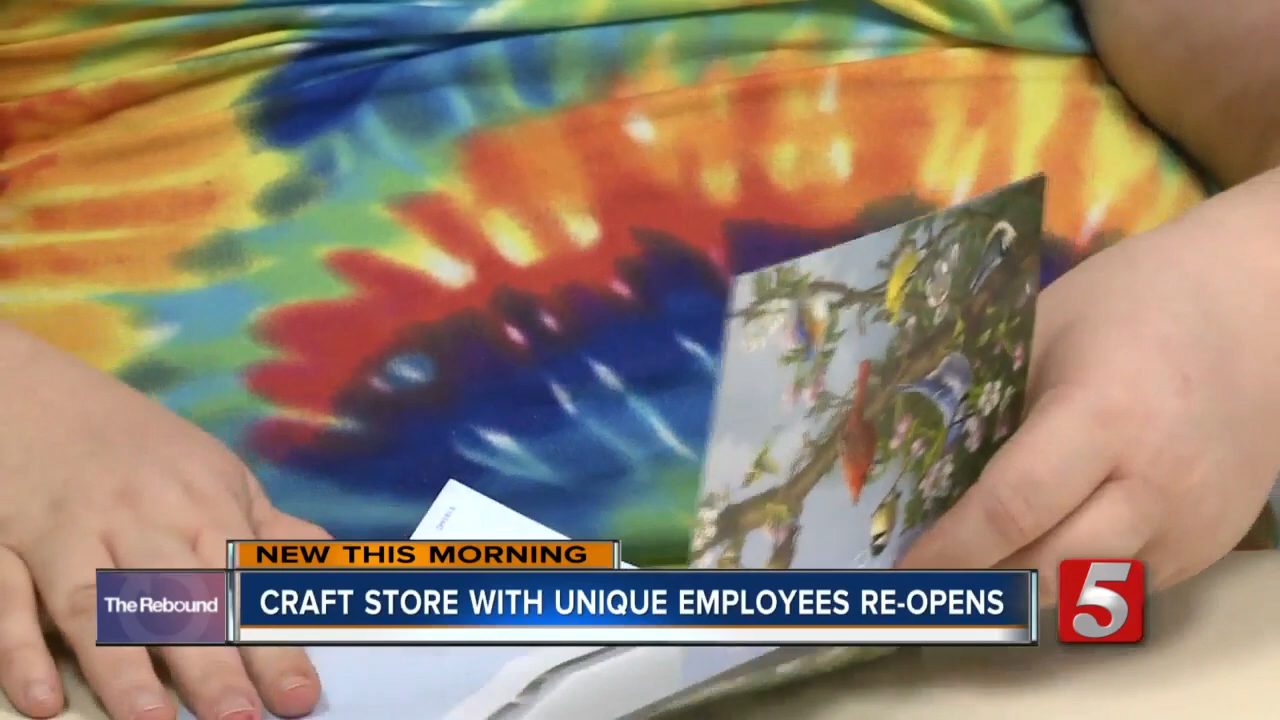 NEW THIS MORNING
The Rebound
CRAFT STORE WITH UNIQUE EMPLOYEES RE-OPENS
5